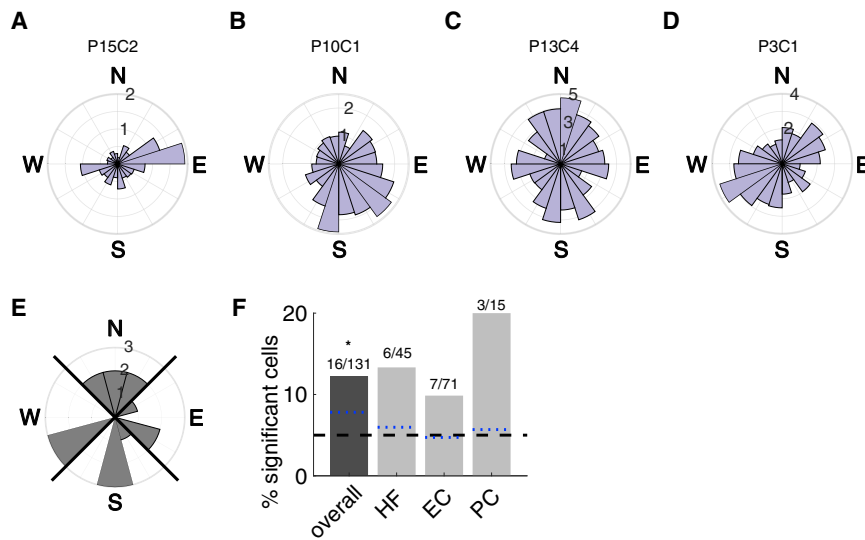 A B C D
P15C2 P10C1 P13C4 P3C1
N N N N
2 2 5 4
1 1 3 2
1
W E W E W E W E
S S S S
E F
N
3
2
1
W E
S
% significant cells
20
10
0
*
16/131 6/45 7/71 3/15
overall HF EC PC